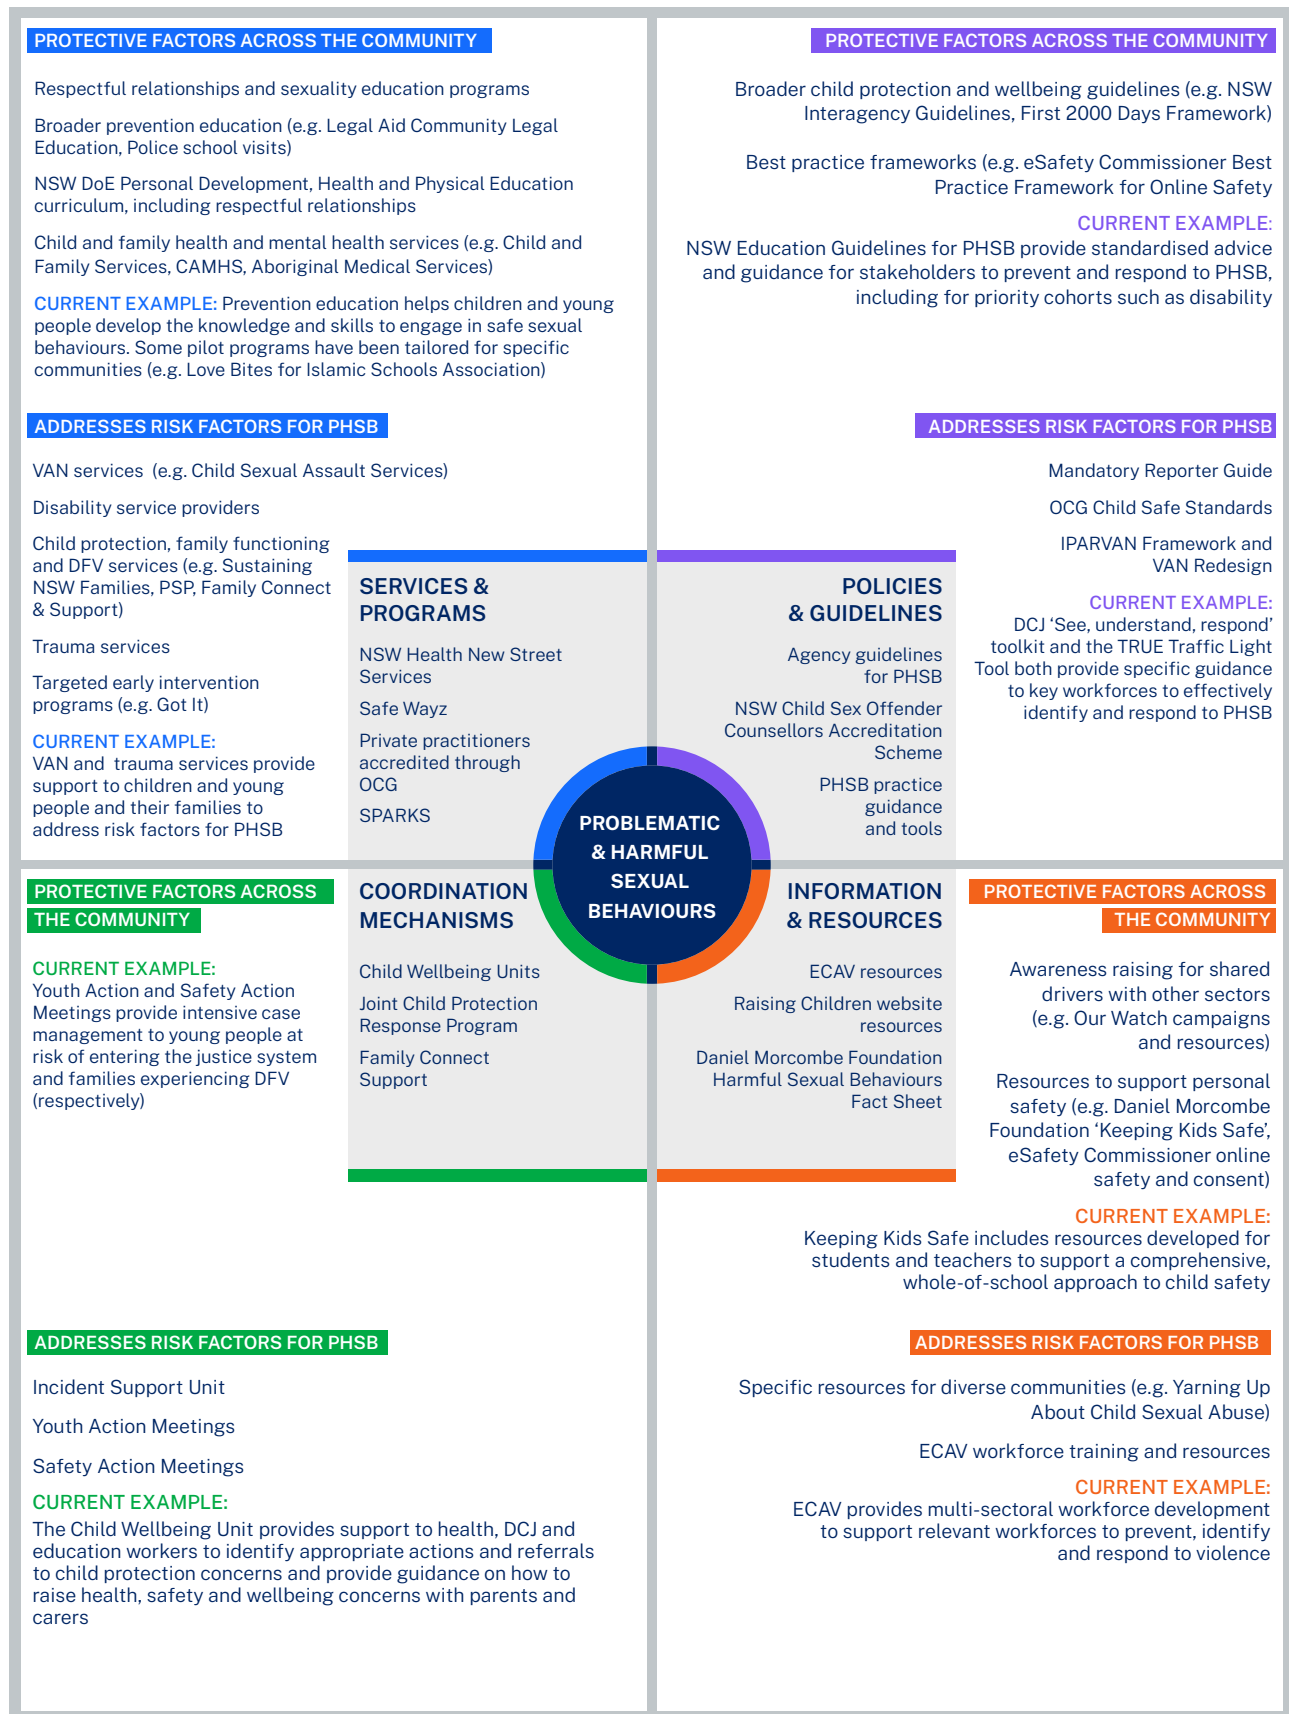 PROTECTIVE FACTORS ACROSS THE COMMUNITY
Respectful relationships and sexuality education programs
Broader prevention education (e.g. Legal Aid Community Legal
Education, Police school visits)
NSW DoE Personal Development, Health and Physical Education
curriculum, including respectful relationships
Child and family health and mental health services (e.g. Child and
Family Services, CAMHS, Aboriginal Medical Services)
CURRENT EXAMPLE: Prevention education helps children and young
people develop the knowledge and skills to engage in safe sexual
behaviours. Some pilot programs have been tailored for specific
communities (e.g. Love Bites for Islamic Schools Association)
ADDRESSES RISK FACTORS FOR PHSB
VAN services (e.g. Child Sexual Assault Services)
Disability service providers
Child protection, family functioning
and DFV services (e.g. Sustaining
NSW Families, PSP, Family Connect
& Support)
Trauma services
Targeted early intervention
programs (e.g. Got It)
CURRENT EXAMPLE:
VAN and trauma services provide
support to children and young
people and their families to
address risk factors for PHSB
SERVICES &
PROGRAMS
NSW Health New Street
Services
Safe Wayz
Private practitioners
accredited through
OCG
SPARKS
PROTECTIVE FACTORS ACROSS THE COMMUNITY
Broader child protection and wellbeing guidelines (e.g. NSW
Interagency Guidelines, First 2000 Days Framework)
Best practice frameworks (e.g. eSafety Commissioner Best
Practice Framework for Online Safety
CURRENT EXAMPLE:
NSW Education Guidelines for PHSB provide standardised advice
and guidance for stakeholders to prevent and respond to PHSB,
including for priority cohorts such as disability
ADDRESSES RISK FACTORS FOR PHSB
Mandatory Reporter Guide
OCG Child Safe Standards
IPARVAN Framework and
VAN Redesign
CURRENT EXAMPLE:
DCJ ‘See, understand, respond’
toolkit and the TRUE Traffic Light
Tool both provide specific guidance
to key workforces to effectively
identify and respond to PHSB
POLICIES
& GUIDELINES
Agency guidelines
for PHSB
NSW Child Sex Offender
Counsellors Accreditation
Scheme
PHSB practice
guidance
and tools
PROBLEMATIC
& HARMFUL
SEXUAL
BEHAVIOURS
PROTECTIVE FACTORS ACROSS
THE COMMUNITY
CURRENT EXAMPLE:
Youth Action and Safety Action
Meetings provide intensive case
management to young people at
risk of entering the justice system
and families experiencing DFV
(respectively)
COORDINATION
MECHANISMS
Child Wellbeing Units
Joint Child Protection
Response Program
Family Connect
Support
ADDRESSES RISK FACTORS FOR PHSB
Incident Support Unit
Youth Action Meetings
Safety Action Meetings
CURRENT EXAMPLE:
The Child Wellbeing Unit provides support to health, DCJ and
education workers to identify appropriate actions and referrals
to child protection concerns and provide guidance on how to
raise health, safety and wellbeing concerns with parents and
carers
INFORMATION
& RESOURCES
ECAV resources
Raising Children website
resources
Daniel Morcombe Foundation
Harmful Sexual Behaviours
Fact Sheet
PROTECTIVE FACTORS ACROSS
THE COMMUNITY
Awareness raising for shared
drivers with other sectors
(e.g. Our Watch campaigns
and resources)
Resources to support personal
safety (e.g. Daniel Morcombe
Foundation ‘Keeping Kids Safe’,
eSafety Commissioner online
safety and consent)
CURRENT EXAMPLE:
Keeping Kids Safe includes resources developed for
students and teachers to support a comprehensive,
whole-of-school approach to child safety
ADDRESSES RISK FACTORS FOR PHSB
Specific resources for diverse communities (e.g. Yarning Up
About Child Sexual Abuse)
ECAV workforce training and resources
CURRENT EXAMPLE:
ECAV provides multi-sectoral workforce development
to support relevant workforces to prevent, identify
and respond to violence